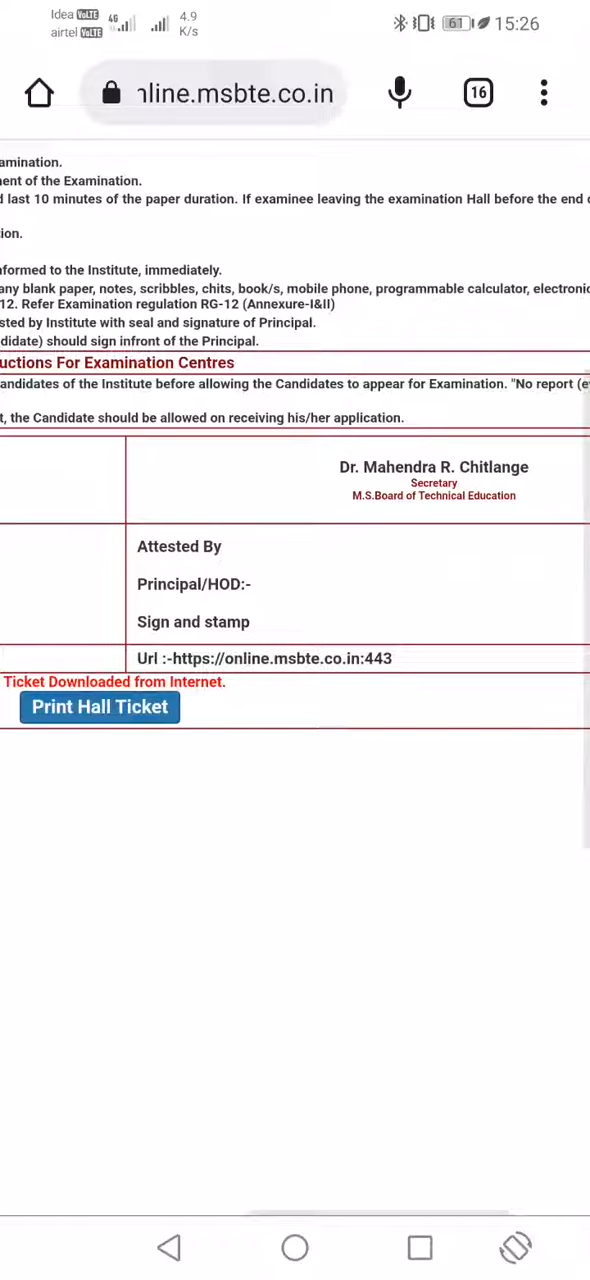 Idea VoLTE 4G 4.9
airtel VoLTE K/s 61 15:26
nline.msbte.co.in 16
amination.
ent of the Examination.
d last 10 minutes of the paper duration. If examinee leaving the examination Hall before the end
ion.
nformed to the Institute, immediately.
any blank paper, notes, scribbles, chits, book/s, mobile phone, programmable calculator, electronic
12. Refer Examination regulation RG-12 (Annexure-I&II)
sted by Institute with seal and signature of Principal.
didate) should sign infront of the Principal.
uctions For Examination Centres
andidates of the Institute before allowing the Candidates to appear for Examination. "No report (e
t, the Candidate should be allowed on receiving his/her application.
Dr. Mahendra R. Chitlange
Secretary
M.S.Board of Technical Education
Attested By
Principal/HOD:-
Sign and stamp
Url :-https://online.msbte.co.in:443
Ticket Downloaded from Internet.
Print Hall Ticket